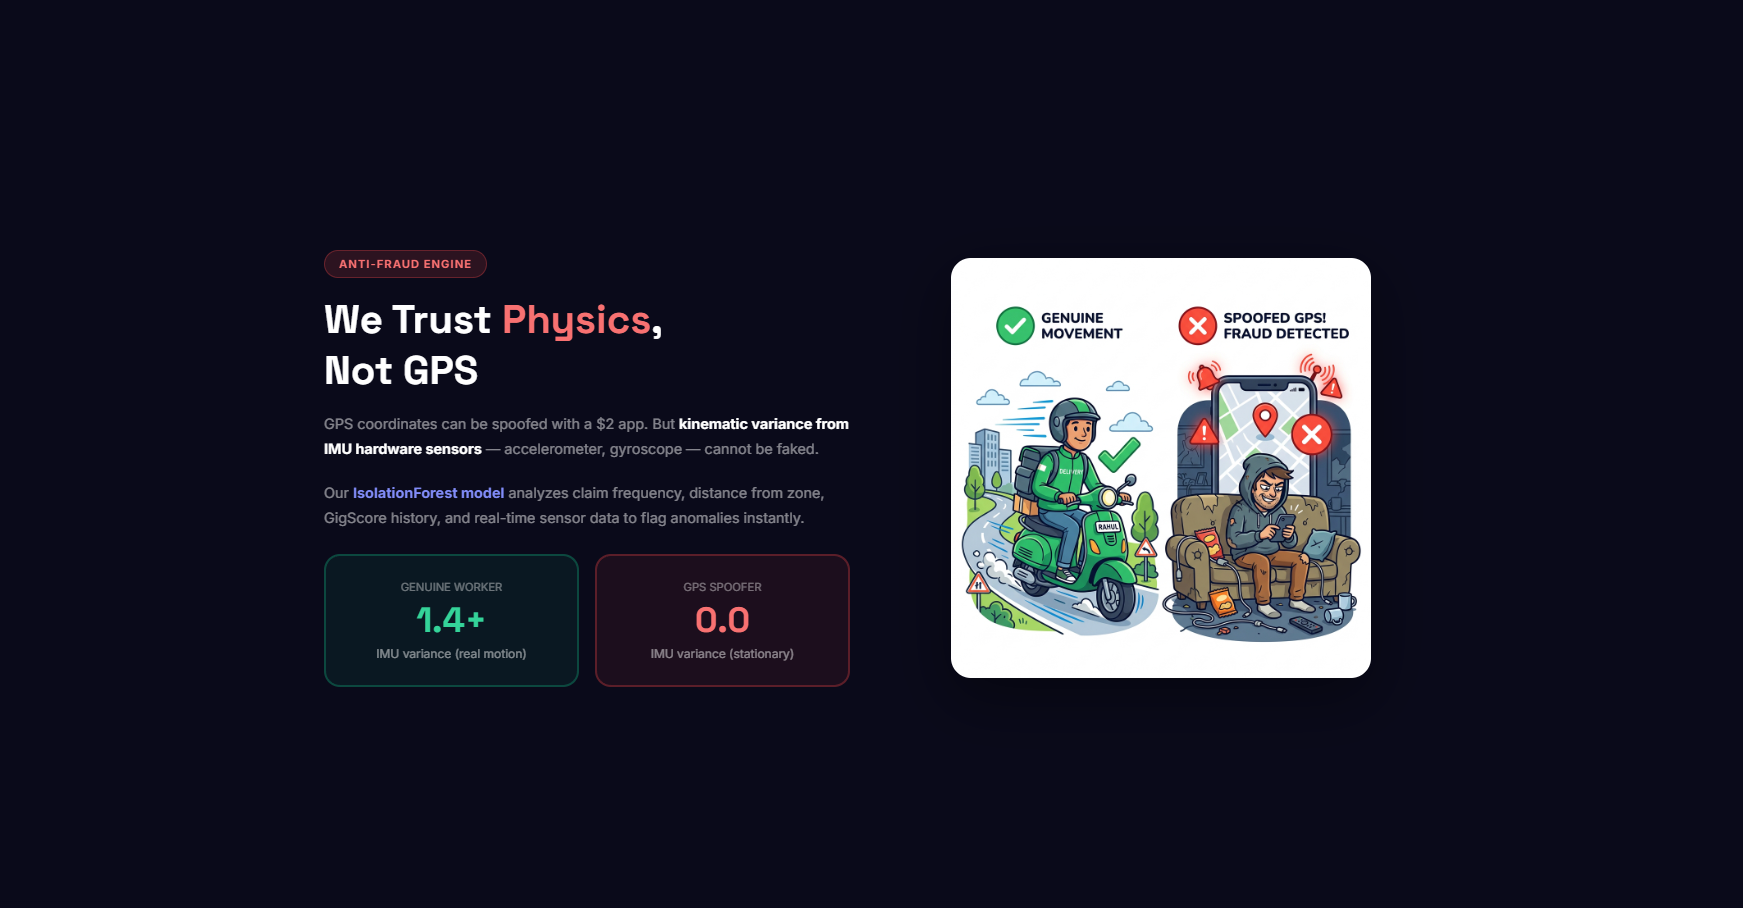 ANTI-FRAUD ENGINE
We Trust Physics,
Not GPS
GPS coordinates can be spoofed with a $2 app. But kinematic variance from
IMU hardware sensors — accelerometer, gyroscope — cannot be faked.
Our IsolationForest model analyzes claim frequency, distance from zone,
GigScore history, and real-time sensor data to flag anomalies instantly.
GENUINE WORKER
1.4+
IMU variance (real motion)
GPS SPOOFER
0.0
IMU variance (stationary)
GENUINE
MOVEMENT
SPOOFED GPS!
FRAUD DETECTED
DELIVERY
RAHUL